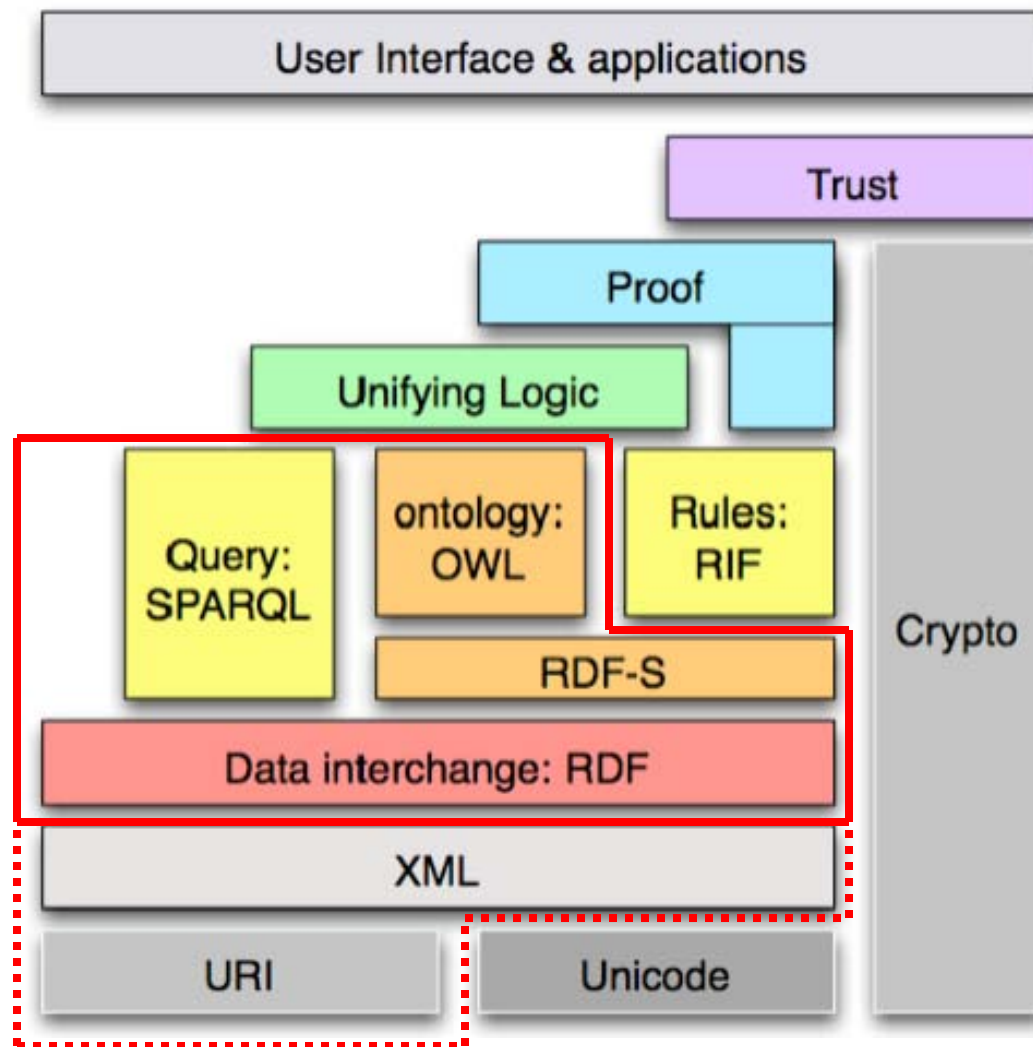 User Interface & applications
Trust
Proof
Unifying Logic
Query:
SPARQL
ontology:
OWL
Rules:
RIF
Crypto
RDF-S
Data interchange: RDF
XML
URI
Unicode